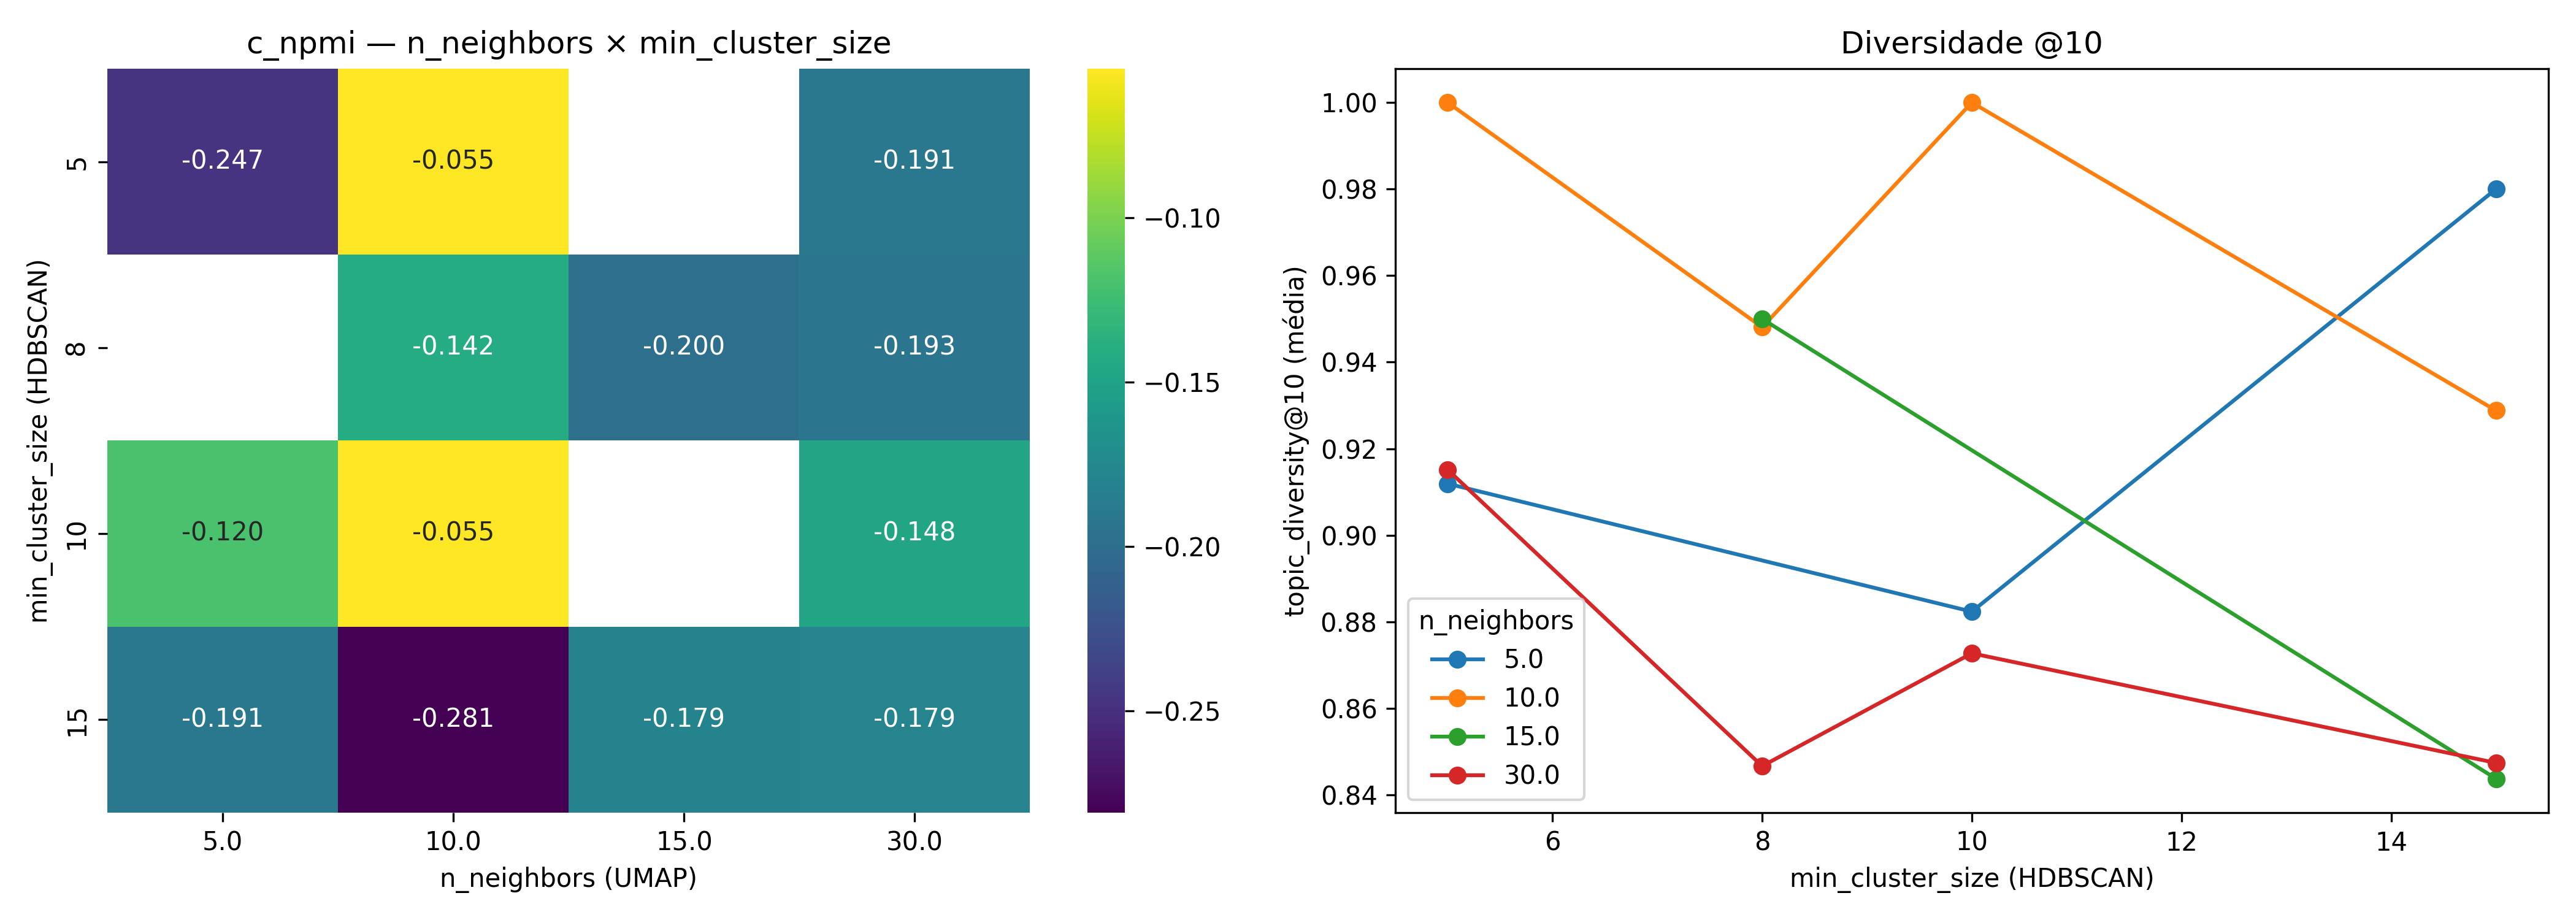 c_npmi — n_neighbors × min_cluster_size
min_cluster_size (HDBSCAN)
5
-0.247 -0.055 -0.191
8
-0.142 -0.200 -0.193
10
-0.120 -0.055 -0.148
15
-0.191 -0.281 -0.179 -0.179
5.0 10.0 15.0 30.0
n_neighbors (UMAP)
−0.10
−0.15
−0.20
−0.25
Diversidade @10
topic_diversity@10 (média)
1.00
0.98
0.96
0.94
0.92
0.90
0.88
0.86
0.84
n_neighbors
5.0
10.0
15.0
30.0
6 8 10 12 14
min_cluster_size (HDBSCAN)